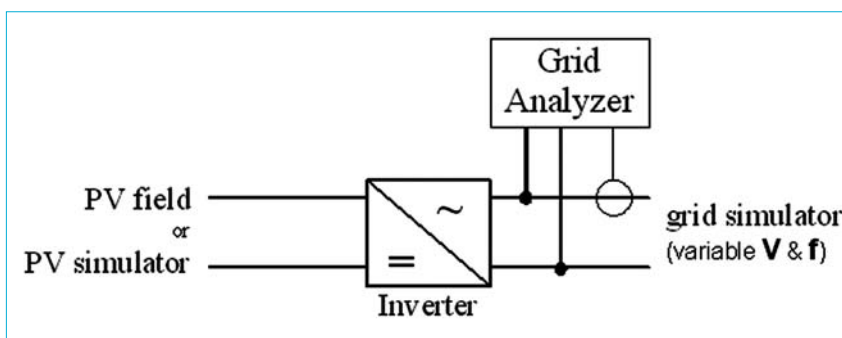 Grid
Analyzer
PV field
or
PV simulator
~
=
Inverter
grid simulator
(variable V & f)